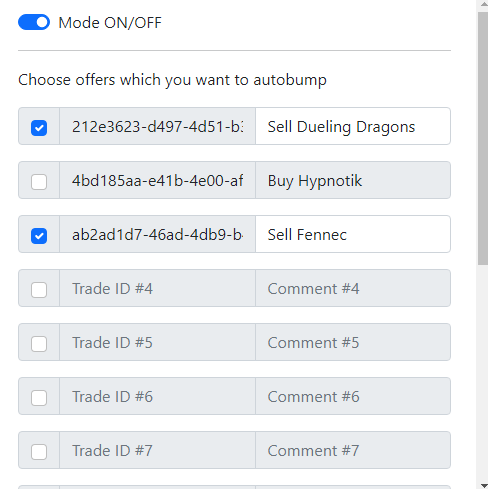 Mode ON/OFF
Choose offers which you want to autobump
212e3623-d497-4d51-b3 Sell Dueling Dragons
4bd185aa-e41b-4e00-af Buy Hypnotik
ab2ad1d7-46ad-4db9-b Sell Fennec
Trade ID #4 Comment #4
Trade ID #5 Comment #5
Trade ID #6 Comment #6
Trade ID #7 Comment #7